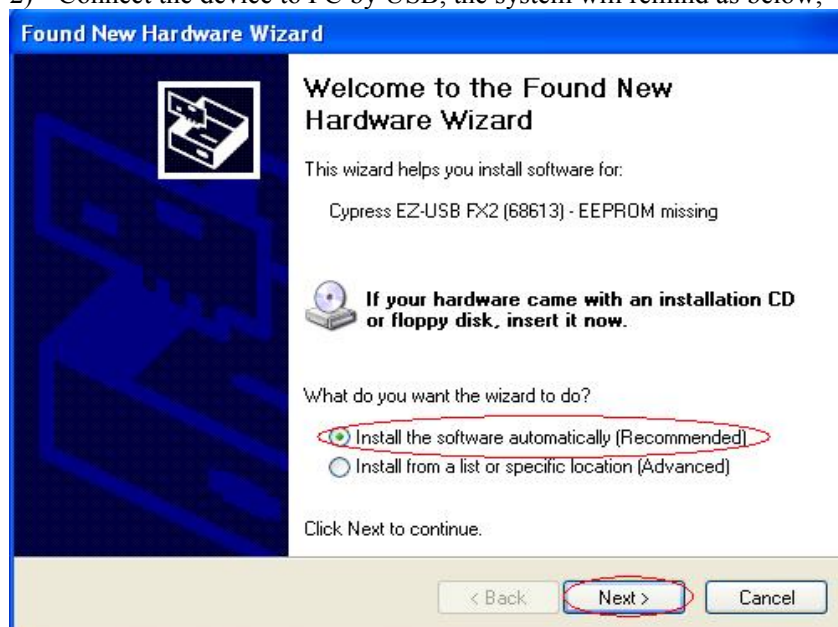 2) Connect the device to PC by USB, the system will remind as below;
Found New Hardware Wizard
Welcome to the Found New
Hardware Wizard
This wizard helps you install software for:
Cypress EZ-USB FX2 (68613) - EEPROM missing
If your hardware came with an installation CD
or floppy disk, insert it now.
What do you want the wizard to do?
Install the software automatically (Recommended)
Install from a list or specific location (Advanced)
Click Next to continue.
< Back
Next >
Cancel